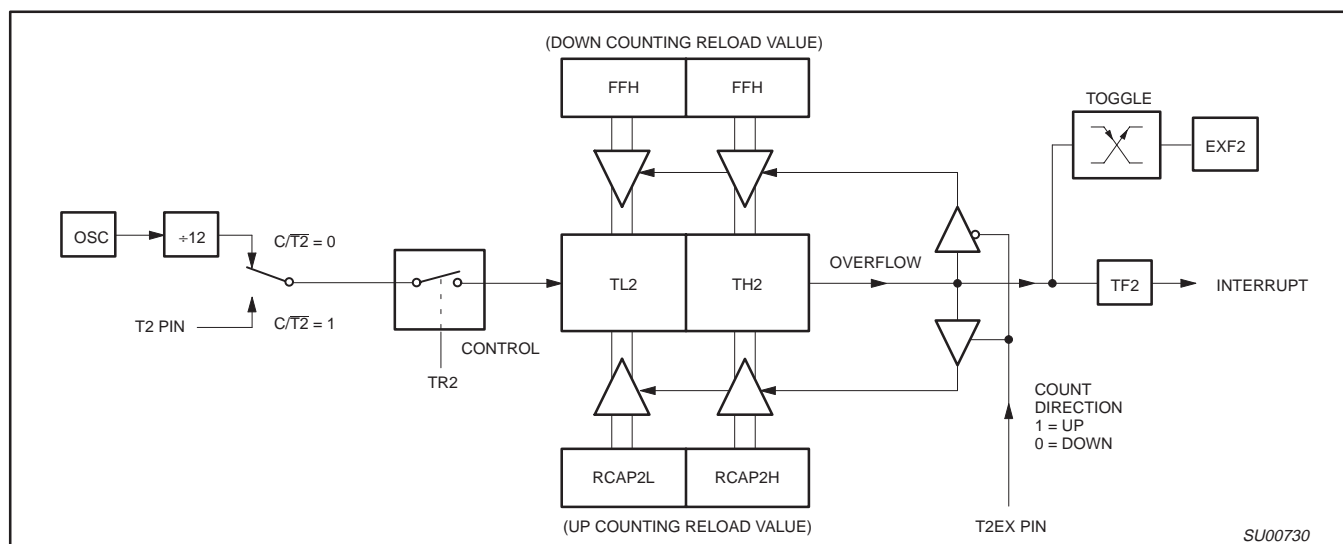 (DOWN COUNTING RELOAD VALUE)
FFH
FFH
TOGGLE
EXF2
OSC
÷12
C/T2̅ = 0
TL2
TH2
OVERFLOW
TF2
INTERRUPT
T2 PIN
C/T2̅ = 1
CONTROL
TR2
COUNT
DIRECTION
1 = UP
0 = DOWN
RCAP2L
RCAP2H
(UP COUNTING RELOAD VALUE)
T2EX PIN
SU00730